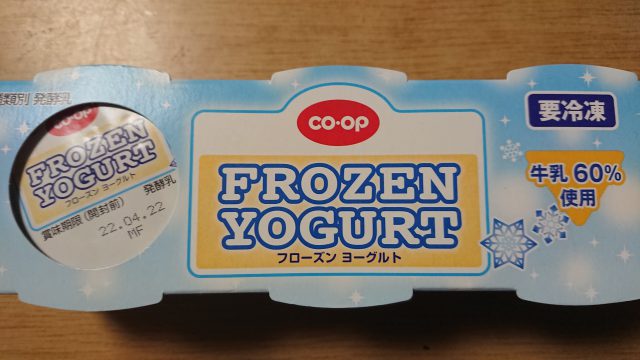 種類別 発酵乳
CO·OP
FROZEN
YOGURT
フローズン ヨーグルト
発酵乳
賞味期限(開封前)
22.04.22
MF
CO·OP
FROZEN
YOGURT
フローズン ヨーグルト
要冷凍
牛乳 60%
使用